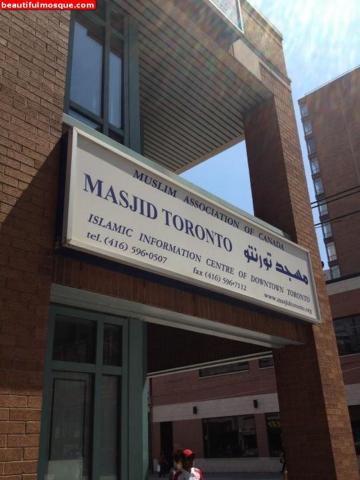 beautifulmosque.com
MUSLIM ASSOCIATION OF CANADA
MASJID TORONTO مسجد تورنتو
ISLAMIC INFORMATION CENTRE OF DOWNTOWN TORONTO
tel. (416) 596•0507 fax (416) 596•7112 www.masjidtoronto.org